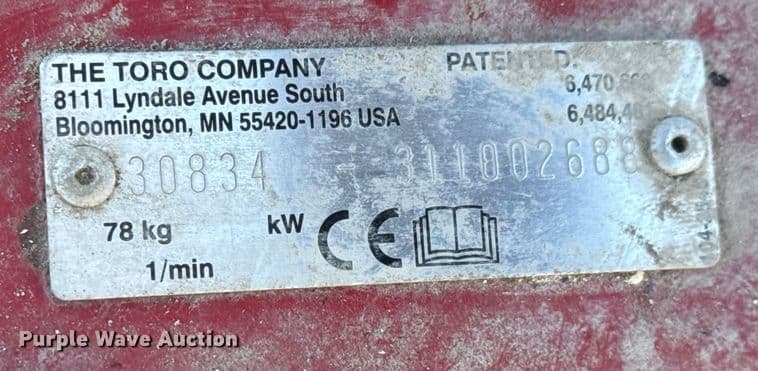 THE TORO COMPANY
PATENTED.
8111 Lyndale Avenue South
6,470,
Bloomington, MN 55420-1196 USA
6,484,
30834 - 311002688
78 kg
kW
CE
1/min
Purple Wave Auction